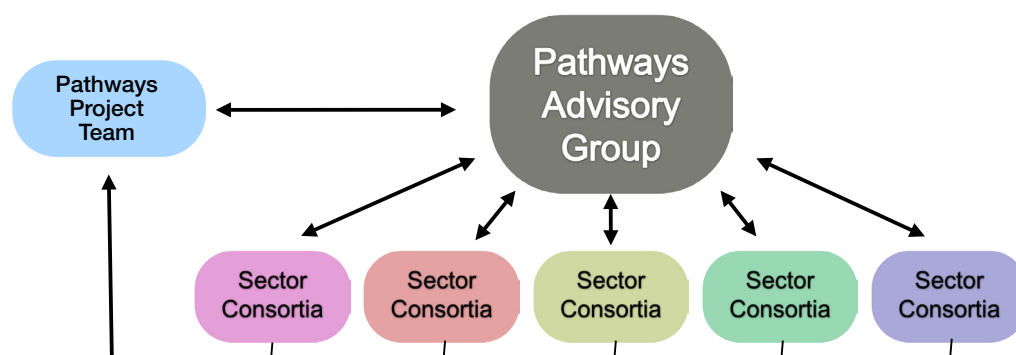 Pathways
Project
Team
Pathways
Advisory
Group
Sector
Consortia
Sector
Consortia
Sector
Consortia
Sector
Consortia
Sector
Consortia